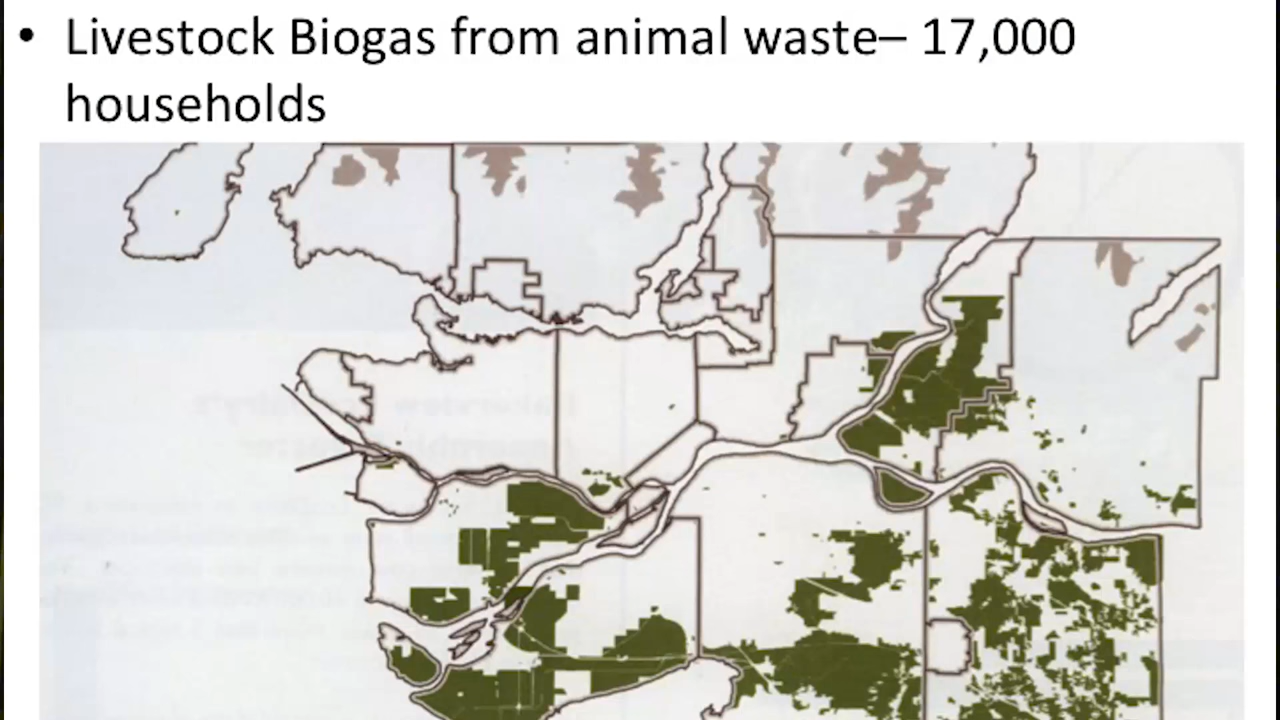 • Livestock Biogas from animal waste– 17,000
households